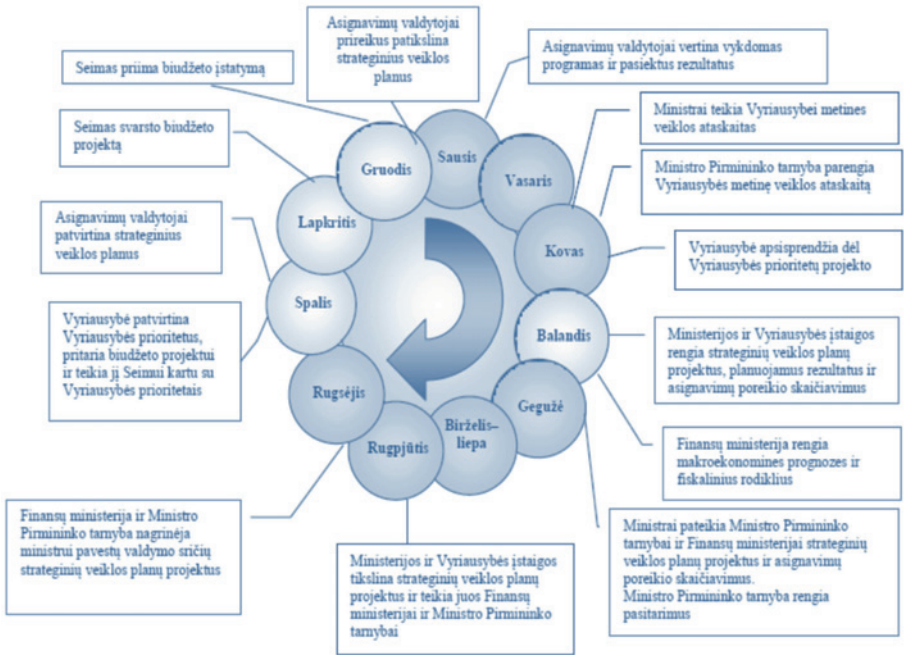 Asignavimų valdytojai
prireikus patikslina
strateginius veiklos
planus
Asignavimų valdytojai vertina vykdomas
programas ir pasiektus rezultatus
Seimas priima biudžeto įstatymą
Ministrai teikia Vyriausybei metines
veiklos ataskaitas
Seimas svarsto biudžeto
projektą
Ministro Pirmininko tarnyba parengia
Vyriausybės metinę veiklos ataskaitą
Asignavimų valdytojai
patvirtina strateginius
veiklos planus
Vyriausybė apsisprendžia dėl
Vyriausybės prioritetų projekto
Vyriausybė patvirtina
Vyriausybės prioritetus,
pritaria biudžeto projektui
ir teikia jį Seimui kartu su
Vyriausybės prioritetais
Ministerijos ir Vyriausybės įstaigos
rengia strateginių veiklos planų
projektus, planuojamus rezultatus ir
asignavimų poreikio skaičiavimus
Finansų ministerija rengia
makroekonomines prognozes ir
fiskalinius rodiklius
Finansų ministerija ir Ministro
Pirmininko tarnyba nagrinėja
ministrui pavestų valdymo sričių
strateginių veiklos planų projektus
Ministerijos ir Vyriausybės įstaigos
tikslina strateginių veiklos planų
projektus ir teikia juos Finansų
ministerijai ir Ministro Pirmininko
tarnybai
Ministrai pateikia Ministro Pirmininko
tarnybai ir Finansų ministerijai strateginių
veiklos planų projektus ir asignavimų
poreikio skaičiavimus.
Ministro Pirmininko tarnyba rengia
pasitarimus
Sausis
Vasaris
Kovas
Balandis
Gegužė
Birželis–
liepa
Rugpjūtis
Rugsėjis
Spalis
Lapkritis
Gruodis